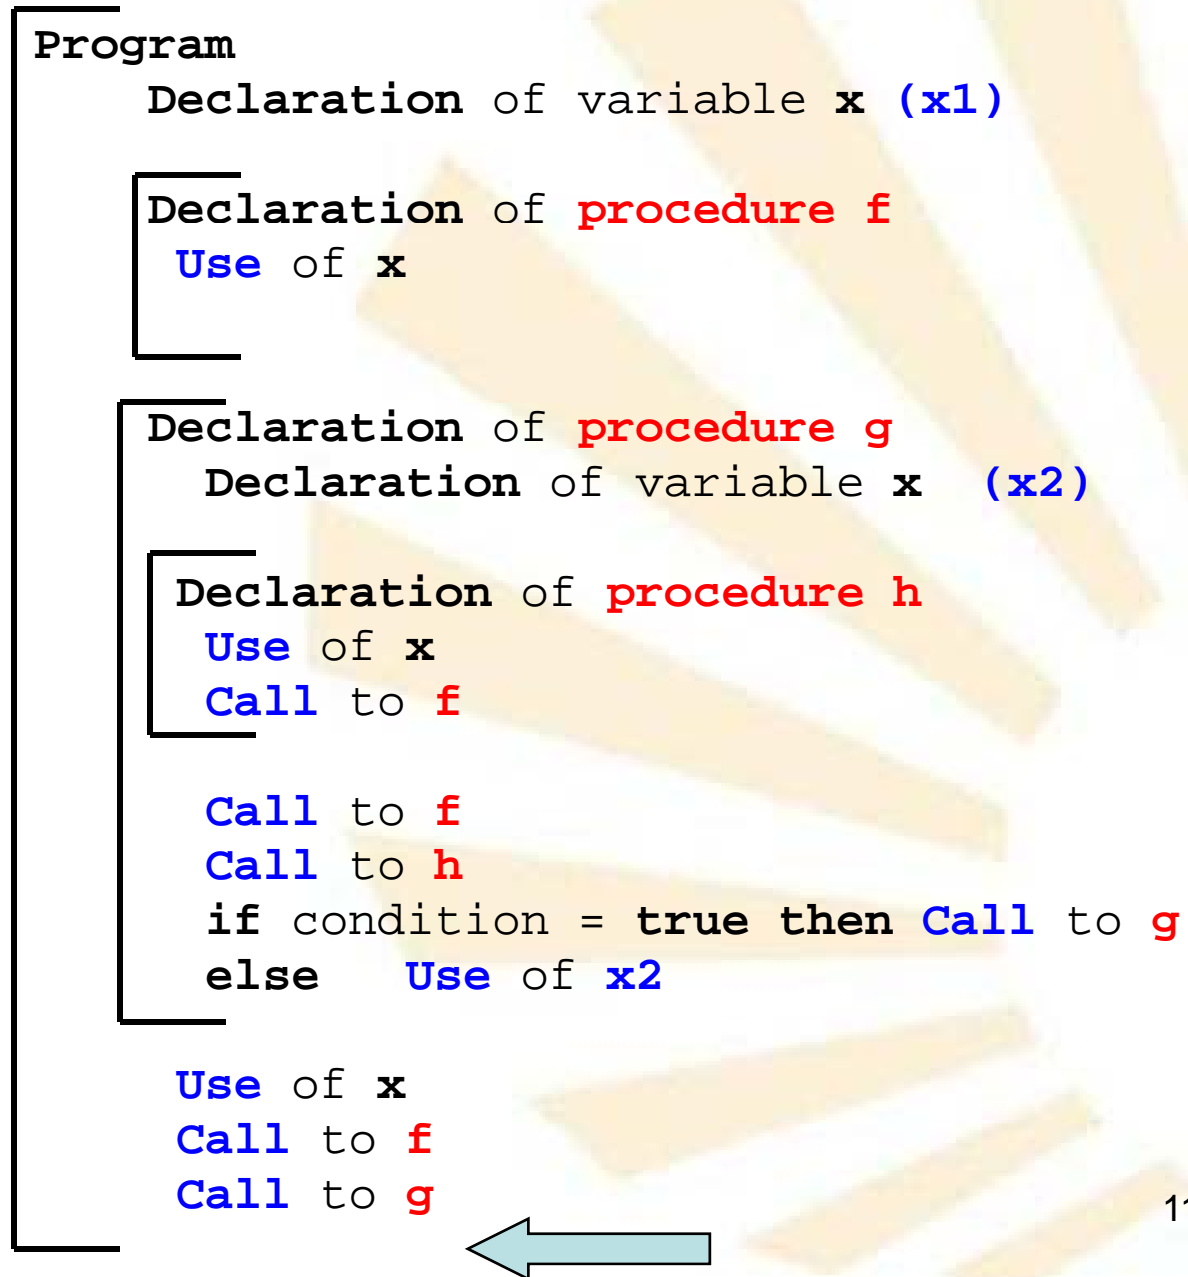 Program
Declaration of variable x (x1)
Declaration of procedure f
Use of x
Declaration of procedure g
Declaration of variable x (x2)
Declaration of procedure h
Use of x
Call to f
Call to f
Call to h
if condition = true then Call to g
else Use of x2
Use of x
Call to f
Call to g
11